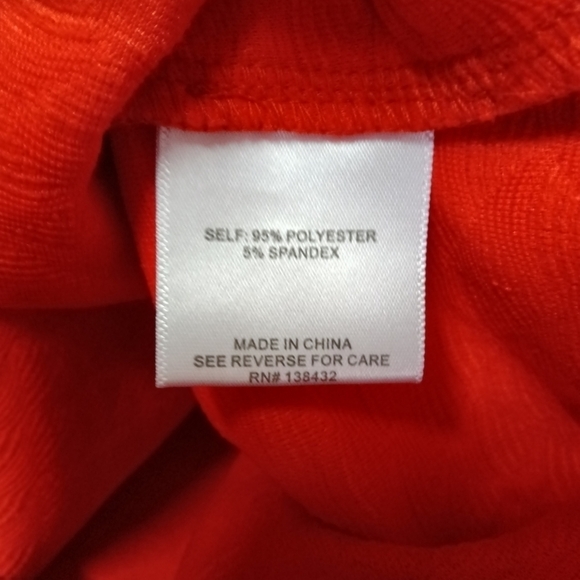 SELF: 95% POLYESTER
5% SPANDEX
MADE IN CHINA
SEE REVERSE FOR CARE
RN# 138432